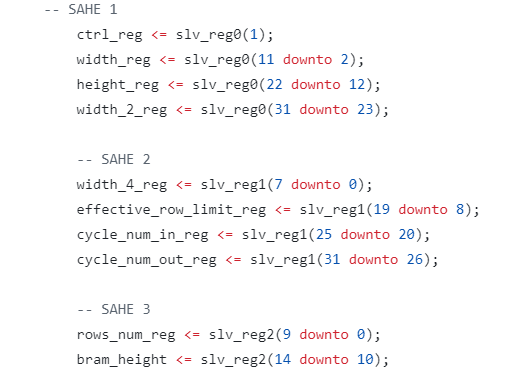 -- SAHE 1
ctrl_reg <= slv_reg0(1);
width_reg <= slv_reg0(11 downto 2);
height_reg <= slv_reg0(22 downto 12);
width_2_reg <= slv_reg0(31 downto 23);
-- SAHE 2
width_4_reg <= slv_reg1(7 downto 0);
effective_row_limit_reg <= slv_reg1(19 downto 8);
cycle_num_in_reg <= slv_reg1(25 downto 20);
cycle_num_out_reg <= slv_reg1(31 downto 26);
-- SAHE 3
rows_num_reg <= slv_reg2(9 downto 0);
bram_height <= slv_reg2(14 downto 10);